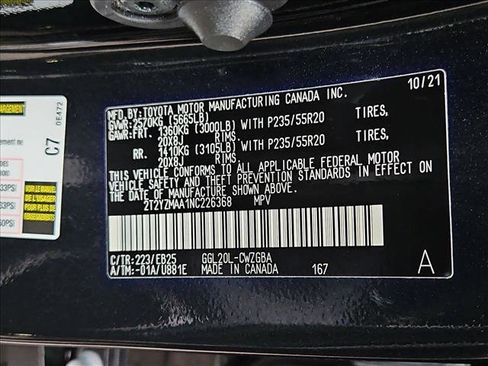 10/21
MFD.BY: TOYOTA MOTOR MANUFACTURING CANADA INC.
GVWR: 2570KG (5665LB)
GAWR: FRT. 1360KG (3000LB) WITH P235/55R20 TIRES,
20X8J RIMS
RR. 1410KG (3105LB) WITH P235/55R20 TIRES,
20X8J RIMS
THIS VEHICLE CONFORMS TO ALL APPLICABLE FEDERAL MOTOR
VEHICLE SAFETY AND THEFT PREVENTION STANDARDS IN EFFECT ON
THE DATE OF MANUFACTURE SHOWN ABOVE.
2T2YZMAA1NC226368 MPV
C/TR: 223/EB25 GGL20L-CWZGBA
A/TM: -01A/U881E MADE IN CANADA 167 A
C7
0E472